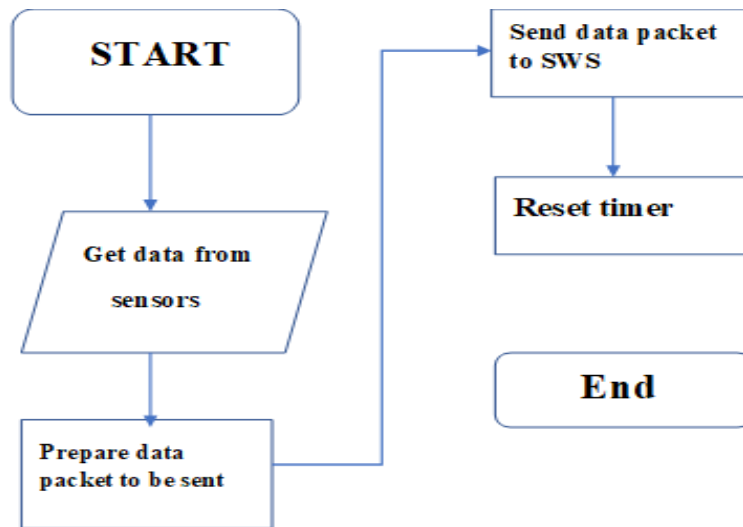 START
Get data from
sensors
Prepare data
packet to be sent
Send data packet
to SWS
Reset timer
End